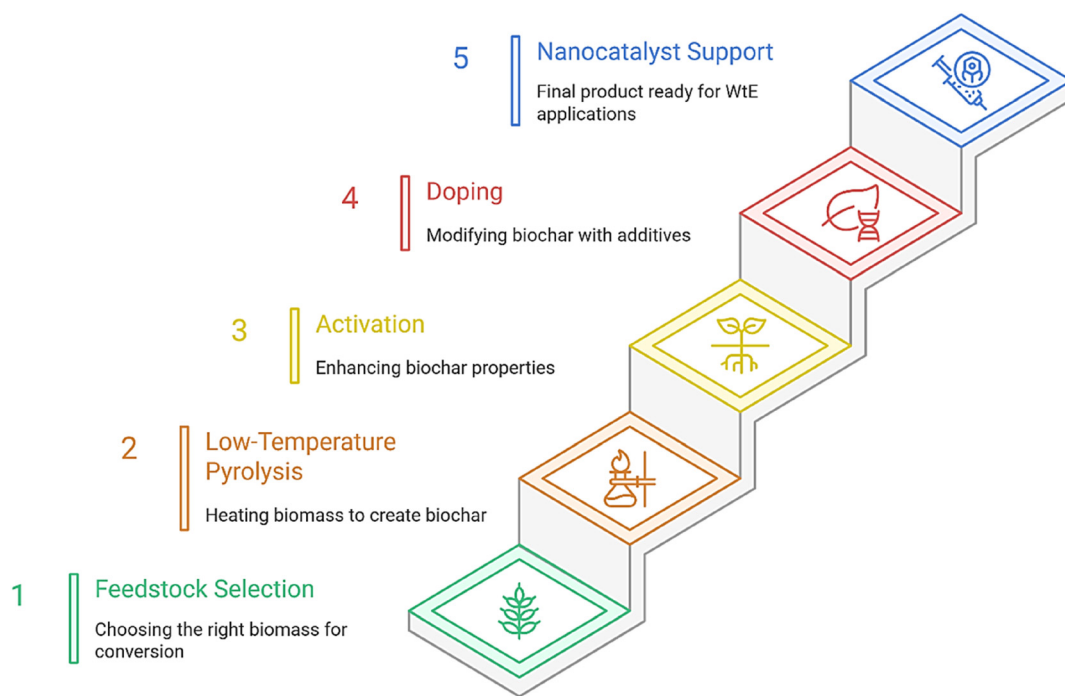 5
Nanocatalyst Support
Final product ready for WtE
applications
4
Doping
Modifying biochar with additives
3
Activation
Enhancing biochar properties
2
Low-Temperature
Pyrolysis
Heating biomass to create biochar
1
Feedstock Selection
Choosing the right biomass for
conversion